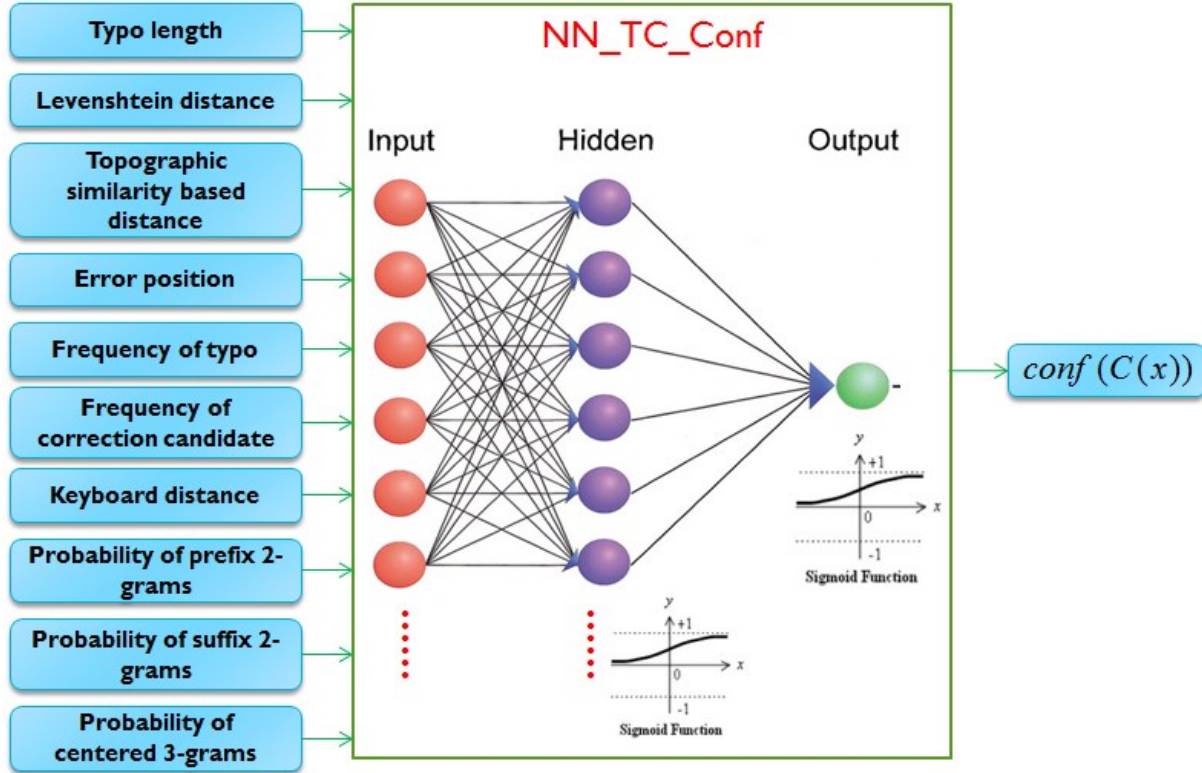 Typo length
Levenshtein distance
Topographic
similarity based
distance
Error position
Frequency of typo
Frequency of
correction candidate
Keyboard distance
Probability of prefix 2-
grams
Probability of suffix 2-
grams
Probability of
centered 3-grams
NN_TC_Conf
Input
Hidden
Output
y
+1
x
0
-1
Sigmoid Function
-
y
+1
x
0
-1
Sigmoid Function
conf (C(x))